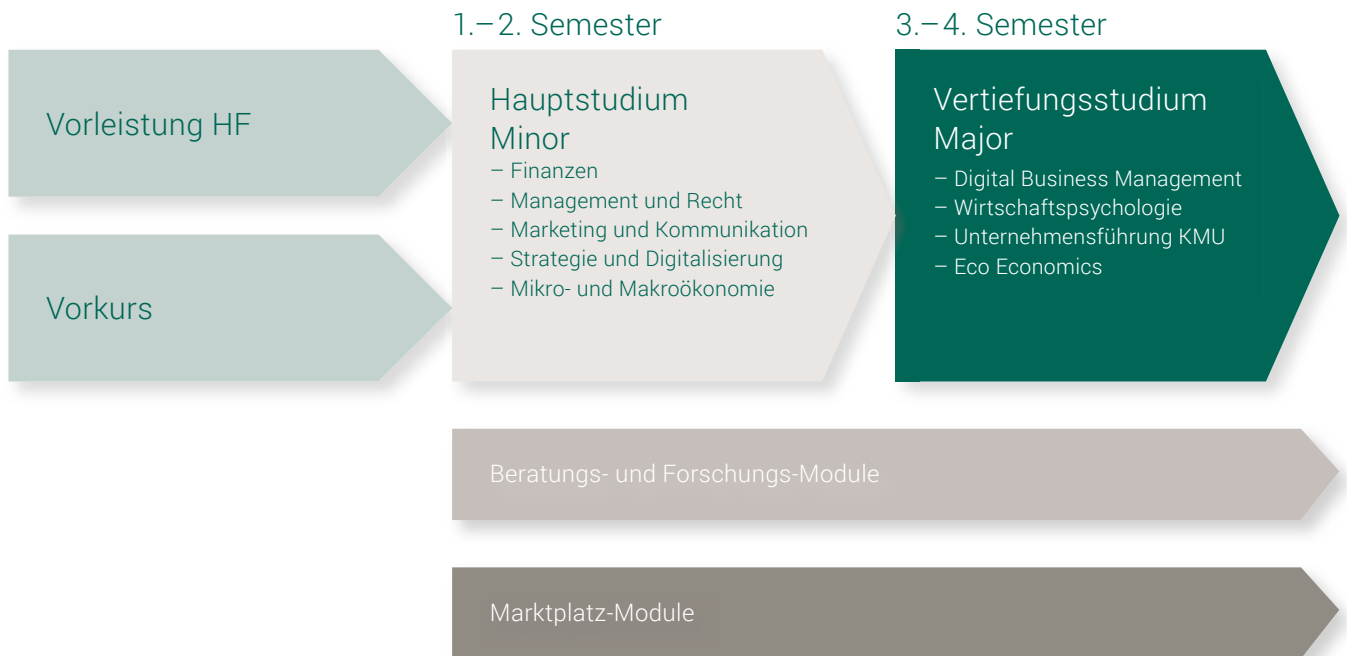 1.–2. Semester
3.–4. Semester
Vorleistung HF
Vorkurs
Hauptstudium
Minor
– Finanzen
– Management und Recht
– Marketing und Kommunikation
– Strategie und Digitalisierung
– Mikro- und Makroökonomie
Vertiefungsstudium
Major
– Digital Business Management
– Wirtschaftspsychologie
– Unternehmensführung KMU
– Eco Economics
Beratungs- und Forschungs-Module
Marktplatz-Module